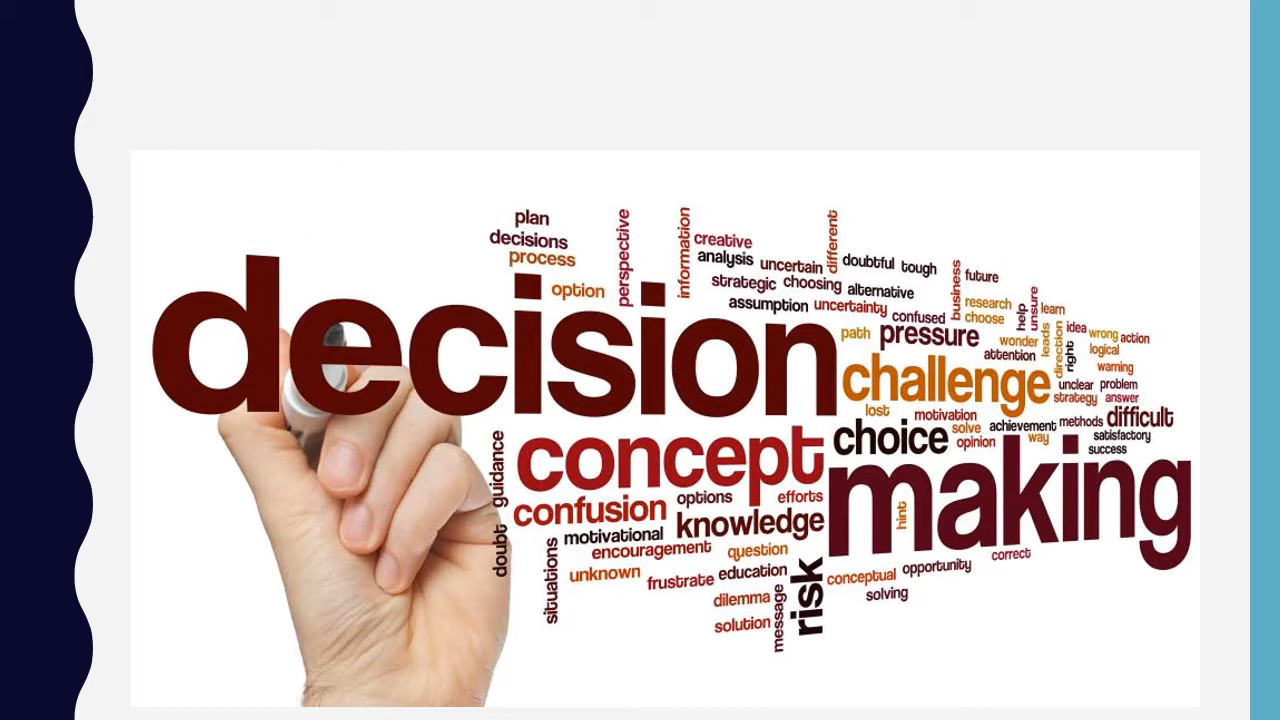 plan
decisions
process
option
perspective
information
creative
analysis
uncertain
different
doubtful
tough
strategic
choosing
alternative
business
future
assumption
uncertainty
confused
research
choose
help
unsure
learn
decision
path
pressure
wonder
attention
leads
direction
right
idea
wrong
action
logical
warning
challenge
unclear
problem
strategy
answer
lost
motivation
solve
achievement
methods
difficult
choice
opinion
way
satisfactory
success
concept
making
guidance
confusion
options
efforts
hint
knowledge
doubt
motivational
encouragement
question
correct
situations
unknown
frustrate
education
risk
conceptual
opportunity
dilemma
message
solving
solution